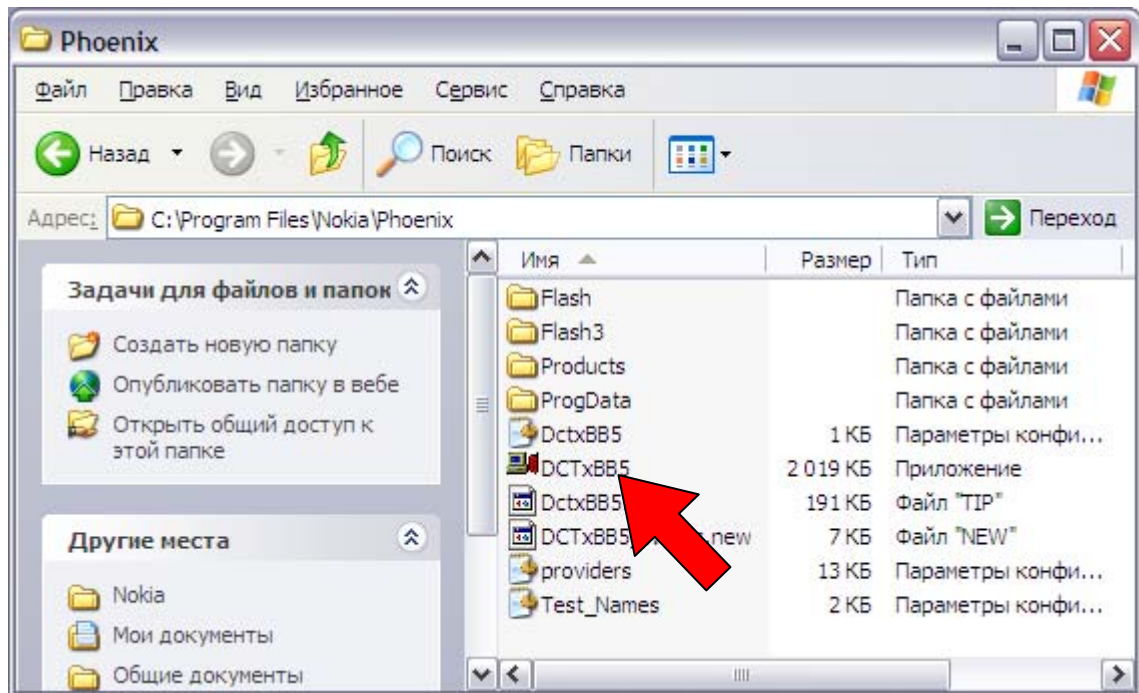 Phoenix
Файл Правка Вид Избранное Сервис Справка
Назад Поиск Папки
Адрес: C:\Program Files\Nokia\Phoenix Переход
Имя Размер Тип
Задачи для файлов и папок
Создать новую папку
Опубликовать папку в вебе
Открыть общий доступ к
этой папке
Другие места
Nokia
Мои документы
Общие документы
Flash Папка с файлами
Flash3 Папка с файлами
Products Папка с файлами
ProgData Папка с файлами
DctxBB5 1 КБ Параметры конфи...
DCTxBB5 2 019 КБ Приложение
DctxBB5 191 КБ Файл "TIP"
DCTxBB5 .new 7 КБ Файл "NEW"
providers 13 КБ Параметры конфи...
Test_Names 2 КБ Параметры конфи...